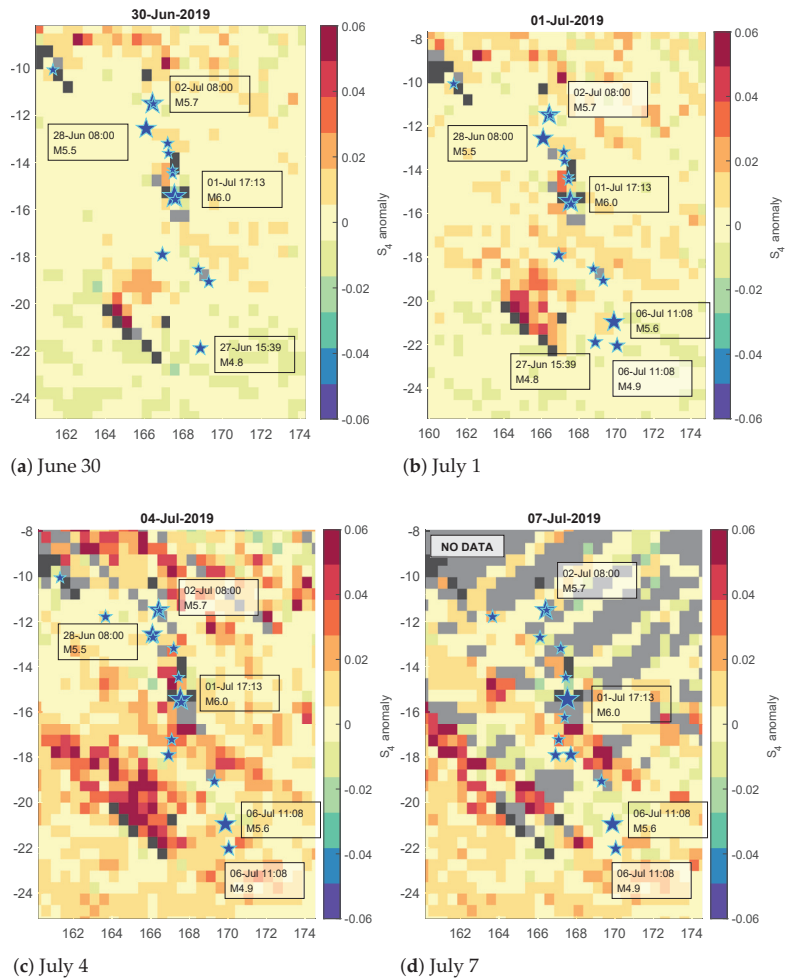 30-Jun-2019
-10
-12
-14
-16
-18
-20
-22
-24
162
164
166
168
170
172
174
02-Jul 08:00
M5.7
28-Jun 08:00
M5.5
01-Jul 17:13
M6.0
27-Jun 15:39
M4.8
0.06
0.04
0.02
0
-0.02
-0.04
-0.06
S4 anomaly
(a) June 30
01-Jul-2019
-8
-10
-12
-14
-16
-18
-20
-22
-24
160
162
164
166
168
170
172
174
02-Jul 08:00
M5.7
28-Jun 08:00
M5.5
01-Jul 17:13
M6.0
06-Jul 11:08
M5.6
27-Jun 15:39
M4.8
06-Jul 11:08
M4.9
0.06
0.04
0.02
0
-0.02
-0.04
-0.06
S4 anomaly
(b) July 1
04-Jul-2019
-8
-10
-12
-14
-16
-18
-20
-22
-24
162
164
166
168
170
172
174
02-Jul 08:00
M5.7
28-Jun 08:00
M5.5
01-Jul 17:13
M6.0
06-Jul 11:08
M5.6
06-Jul 11:08
M4.9
0.06
0.04
0.02
0
-0.02
-0.04
-0.06
S4 anomaly
(c) July 4
07-Jul-2019
-8
-10
-12
-14
-16
-18
-20
-22
-24
162
164
166
168
170
172
174
NO DATA
02-Jul 08:00
M5.7
01-Jul 17:13
M6.0
06-Jul 11:08
M5.6
06-Jul 11:08
M4.9
0.06
0.04
0.02
0
-0.02
-0.04
-0.06
S4 anomaly
(d) July 7